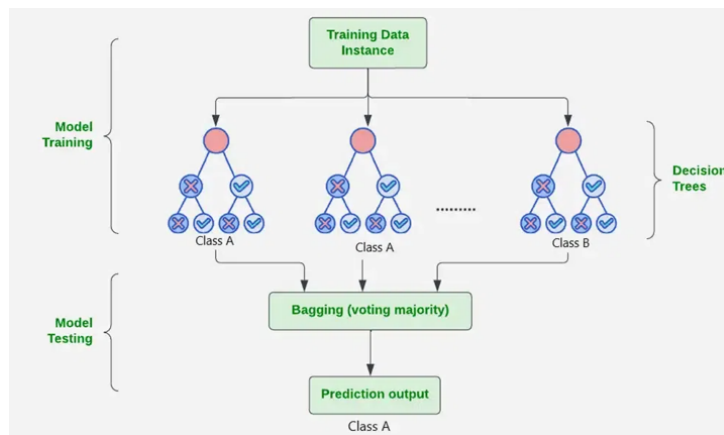 Training Data
Instance
Model
Training
Decision
Trees
Class A
Class A
.........
Class B
Bagging (voting majority)
Model
Testing
Prediction output
Class A